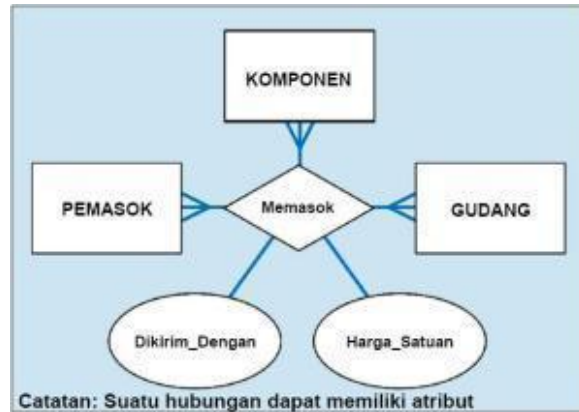 KOMPONEN
PEMASOK
Memasok
GUDANG
Dikirim_Dengan
Harga_Satuan
Catatan: Suatu hubungan dapat memiliki atribut